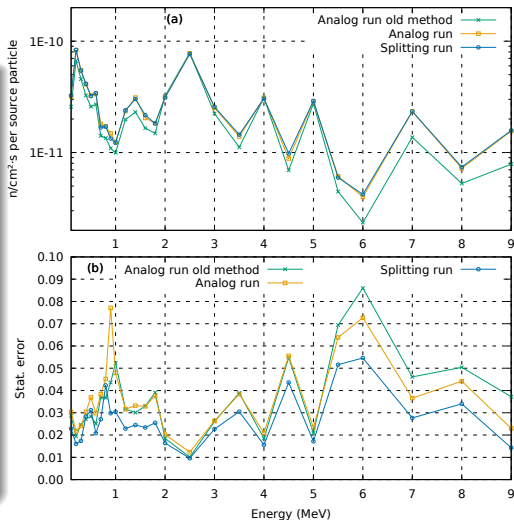 (a)
Analog run old method
Analog run
Splitting run
1E-10
1E-11
n/cm²·s per source particle
1 2 3 4 5 6 7 8 9
(b)
Analog run old method
Analog run
Splitting run
0.10
0.09
0.08
0.07
0.06
0.05
0.04
0.03
0.02
0.01
0.00
Stat. error
1 2 3 4 5 6 7 8 9
Energy (MeV)